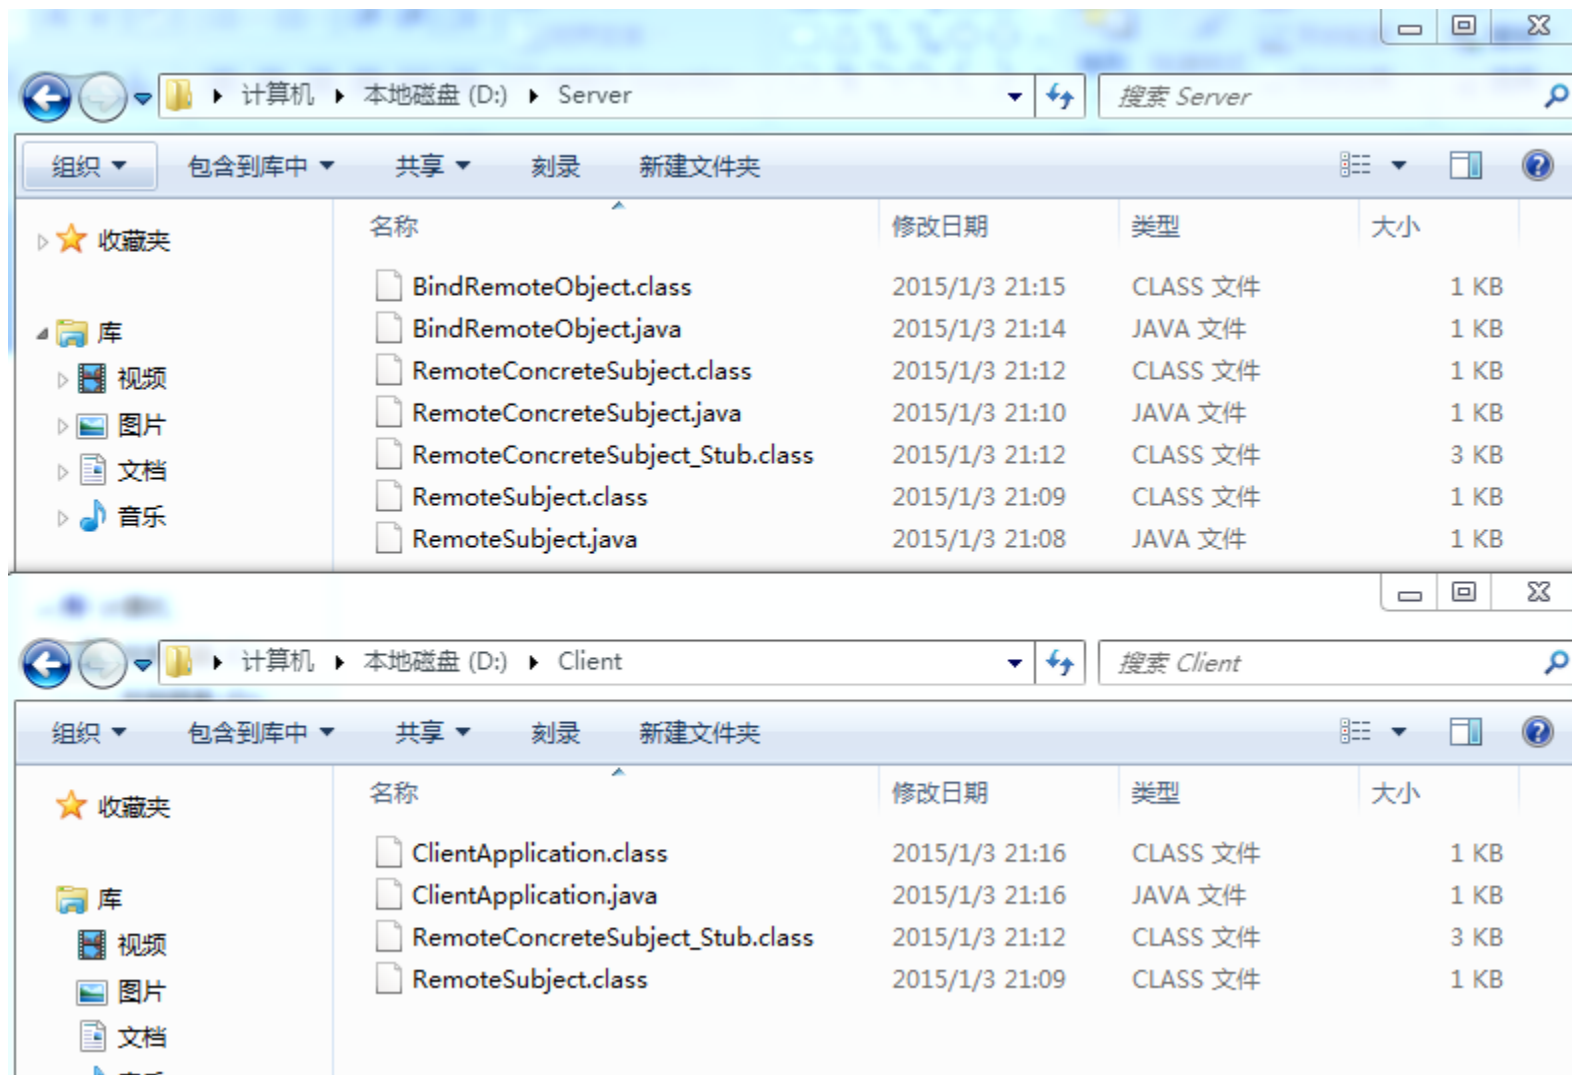 计算机 本地磁盘 (D:) Server 搜索 Server
组织 包含到库中 共享 刻录 新建文件夹
收藏夹
库
视频
图片
文档
音乐
名称 修改日期 类型 大小
BindRemoteObject.class 2015/1/3 21:15 CLASS 文件 1 KB
BindRemoteObject.java 2015/1/3 21:14 JAVA 文件 1 KB
RemoteConcreteSubject.class 2015/1/3 21:12 CLASS 文件 1 KB
RemoteConcreteSubject.java 2015/1/3 21:10 JAVA 文件 1 KB
RemoteConcreteSubject_Stub.class 2015/1/3 21:12 CLASS 文件 3 KB
RemoteSubject.class 2015/1/3 21:09 CLASS 文件 1 KB
RemoteSubject.java 2015/1/3 21:08 JAVA 文件 1 KB
计算机 本地磁盘 (D:) Client 搜索 Client
组织 包含到库中 共享 刻录 新建文件夹
收藏夹
库
视频
图片
文档
名称 修改日期 类型 大小
ClientApplication.class 2015/1/3 21:16 CLASS 文件 1 KB
ClientApplication.java 2015/1/3 21:16 JAVA 文件 1 KB
RemoteConcreteSubject_Stub.class 2015/1/3 21:12 CLASS 文件 3 KB
RemoteSubject.class 2015/1/3 21:09 CLASS 文件 1 KB